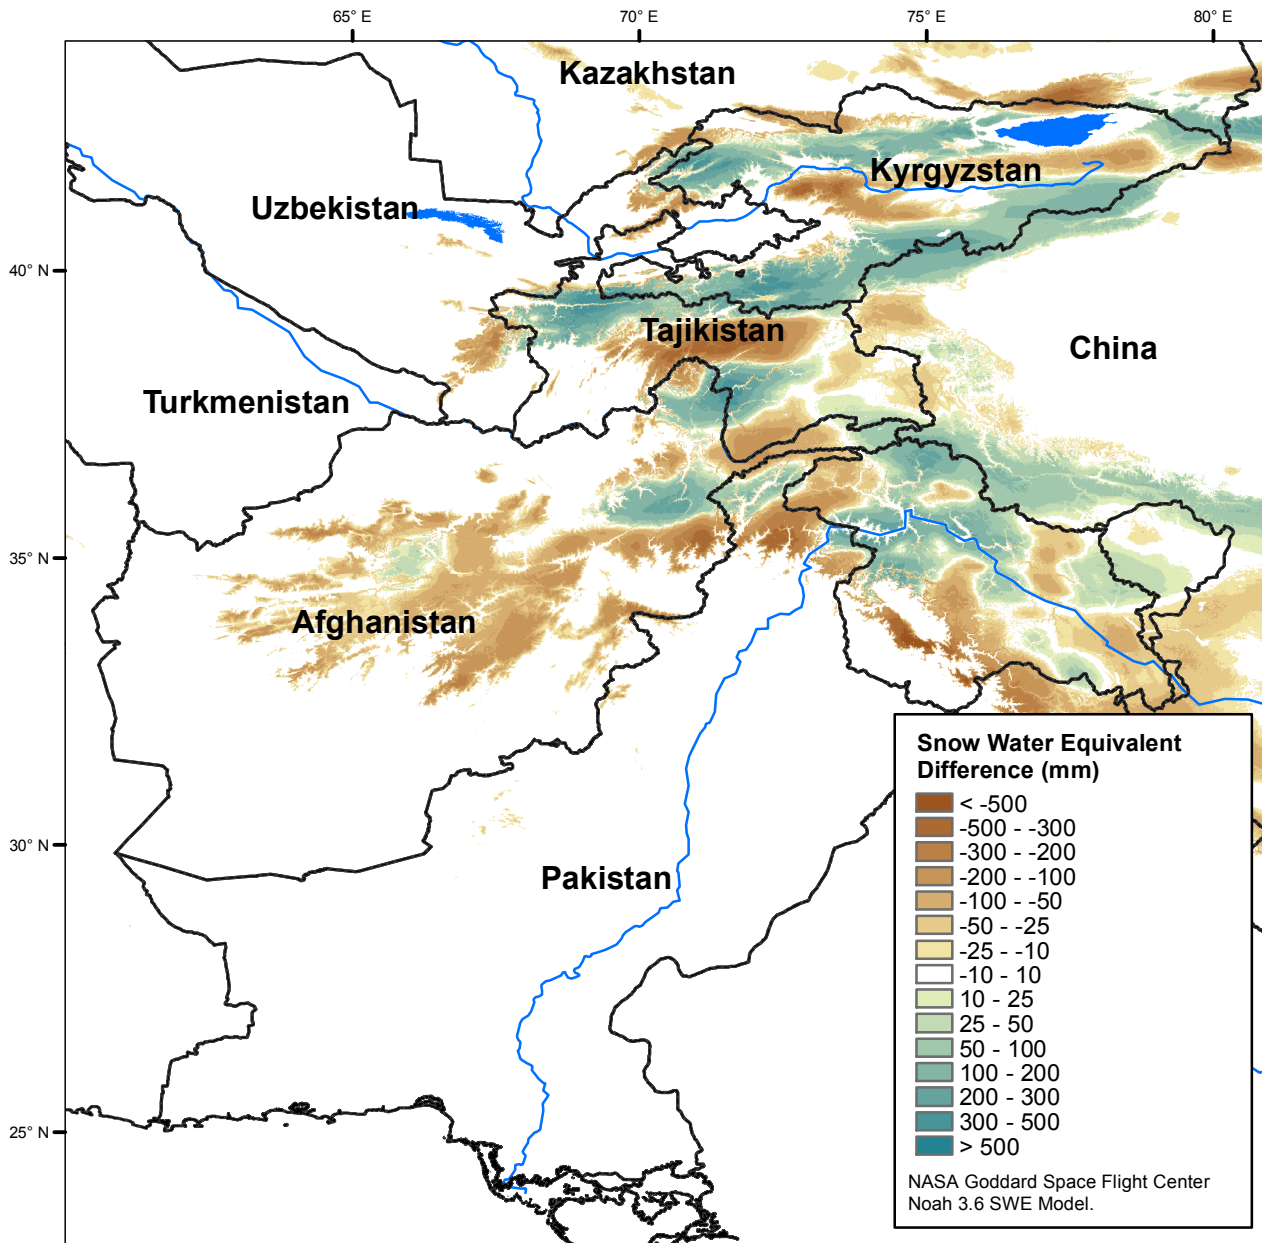 65° E 70° E 75° E 80° E
Kazakhstan
Kyrgyzstan
Uzbekistan
40° N
Tajikistan
China
Turkmenistan
35° N
Afghanistan
Snow Water Equivalent
Difference (mm)
< -500
-500 - -300
-300 - -200
-200 - -100
-100 - -50
-50 - -25
-25 - -10
-10 - 10
10 - 25
25 - 50
50 - 100
100 - 200
200 - 300
300 - 500
> 500
NASA Goddard Space Flight Center
Noah 3.6 SWE Model.
30° N
Pakistan
25° N